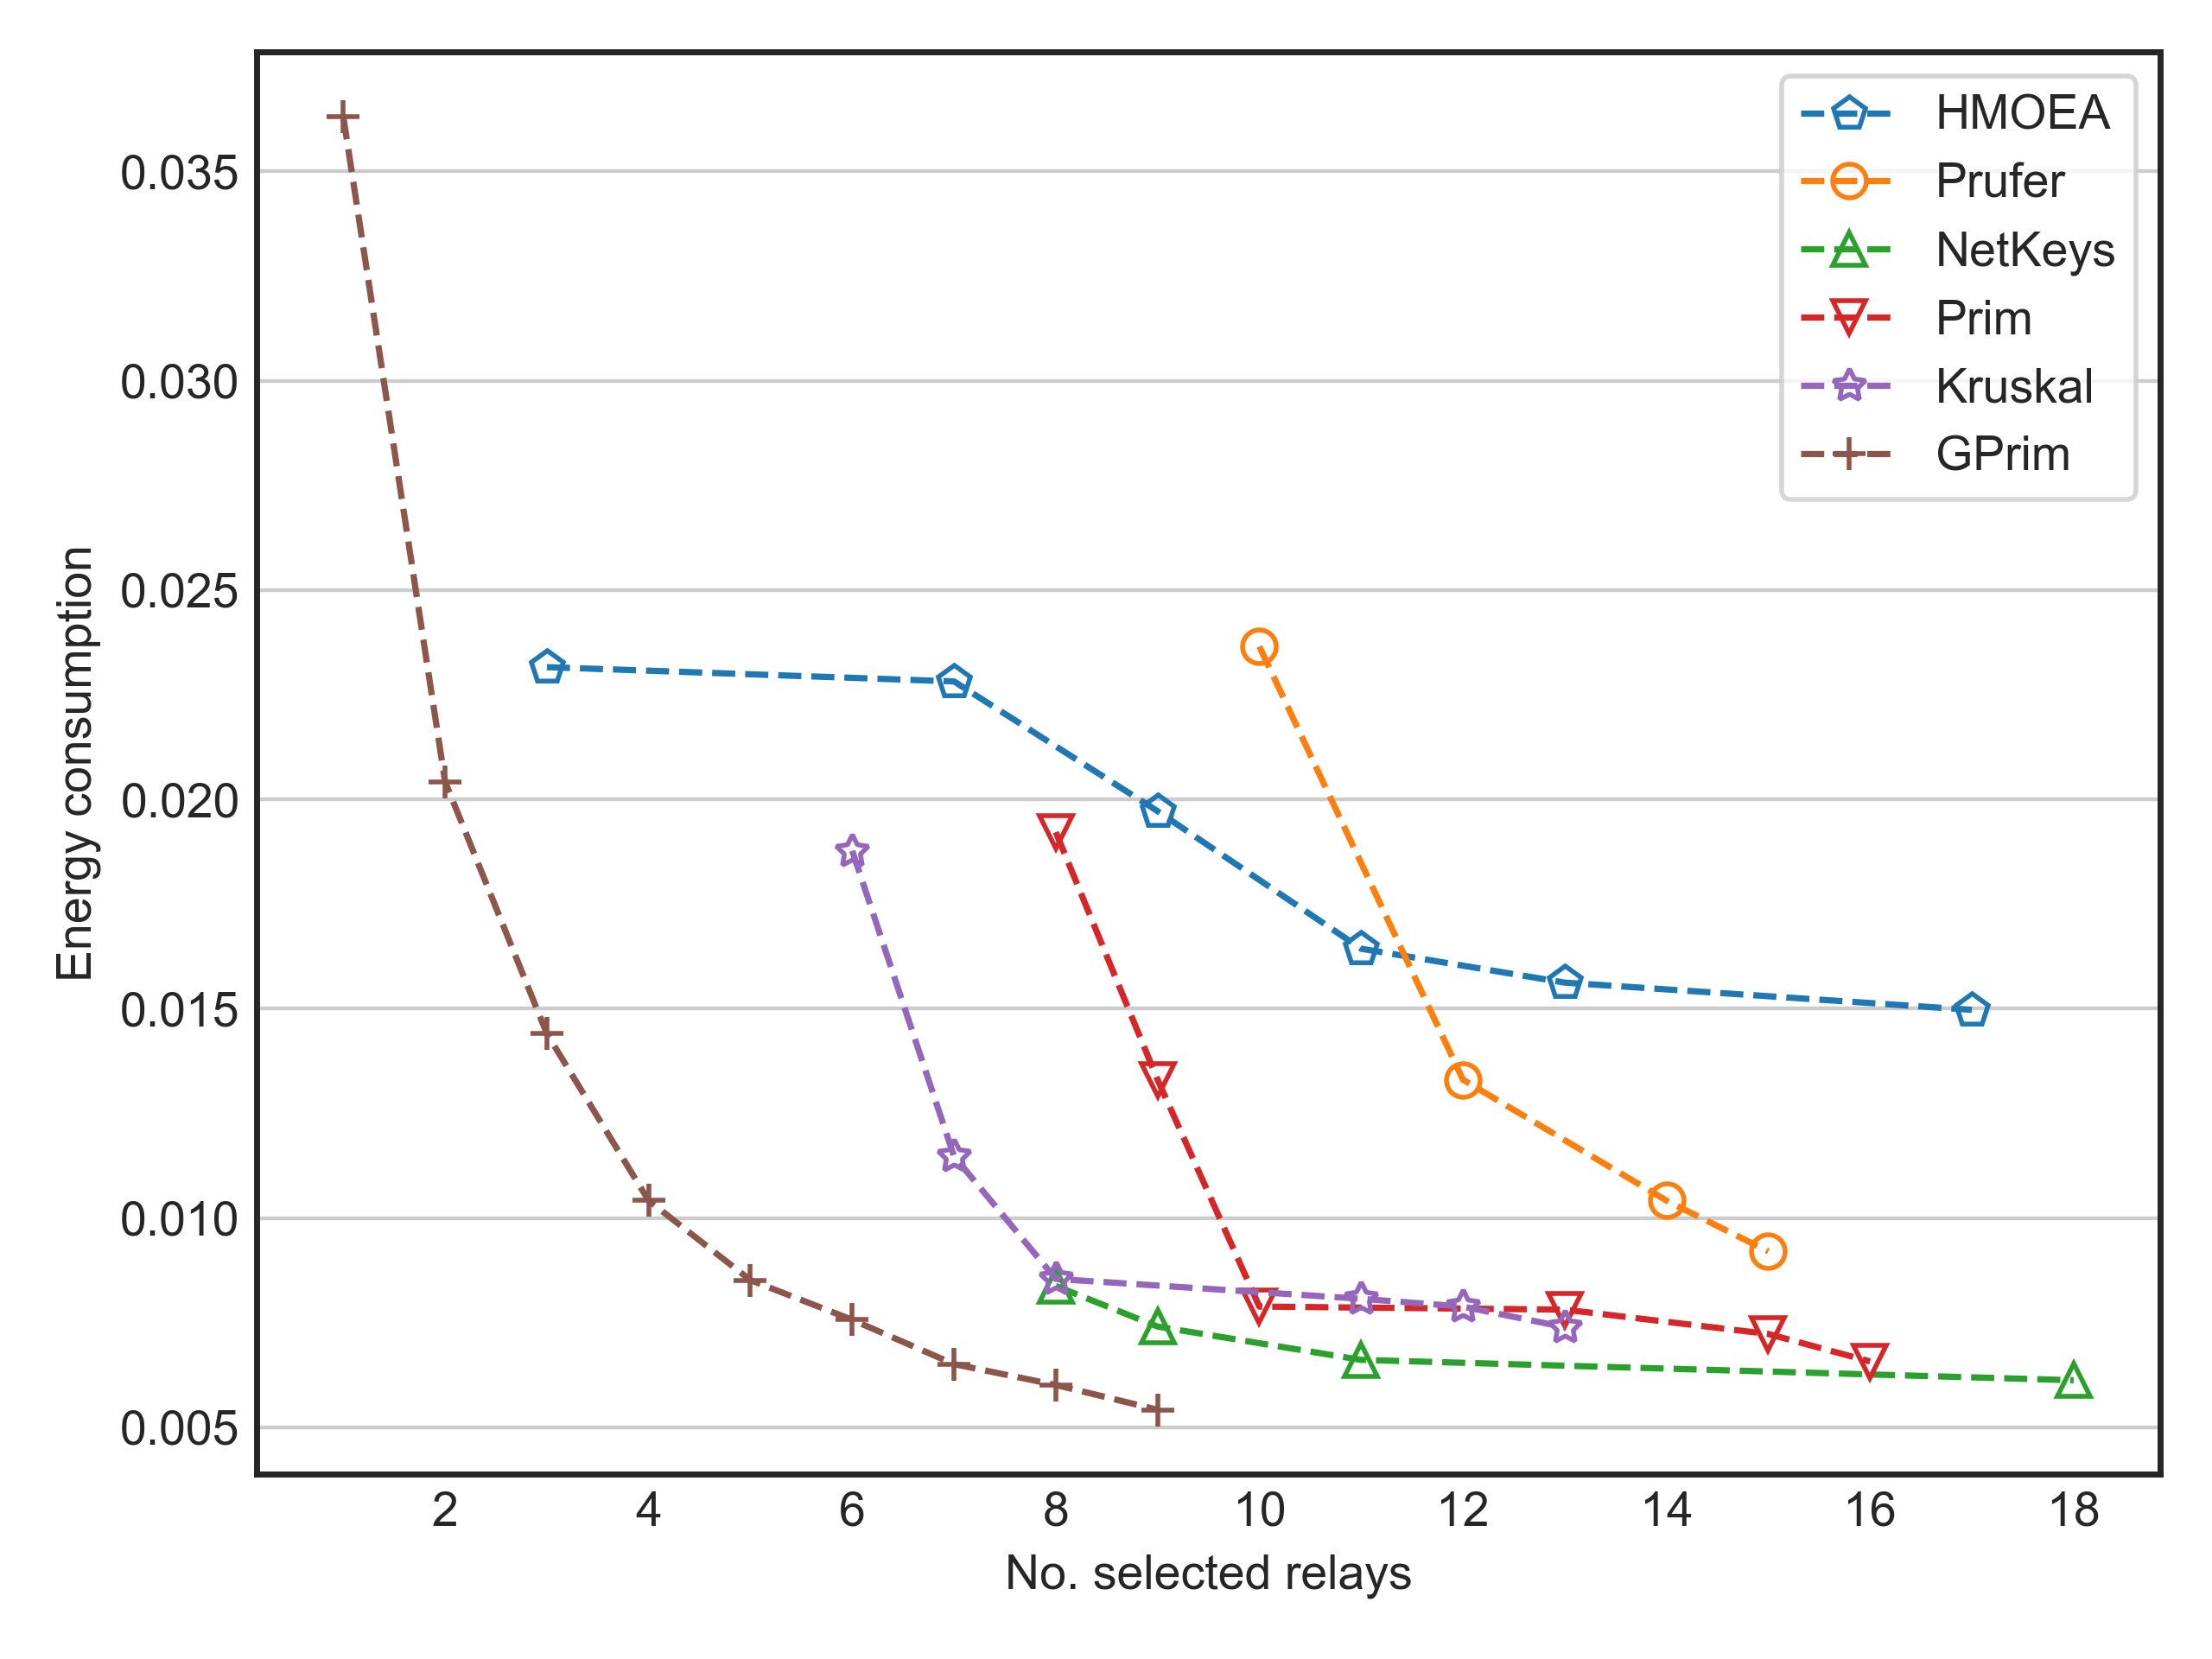 HMOEA
Prufer
NetKeys
Prim
Kruskal
GPrim
Energy consumption
0.035
0.030
0.025
0.020
0.015
0.010
0.005
2 4 6 8 10 12 14 16 18
No. selected relays